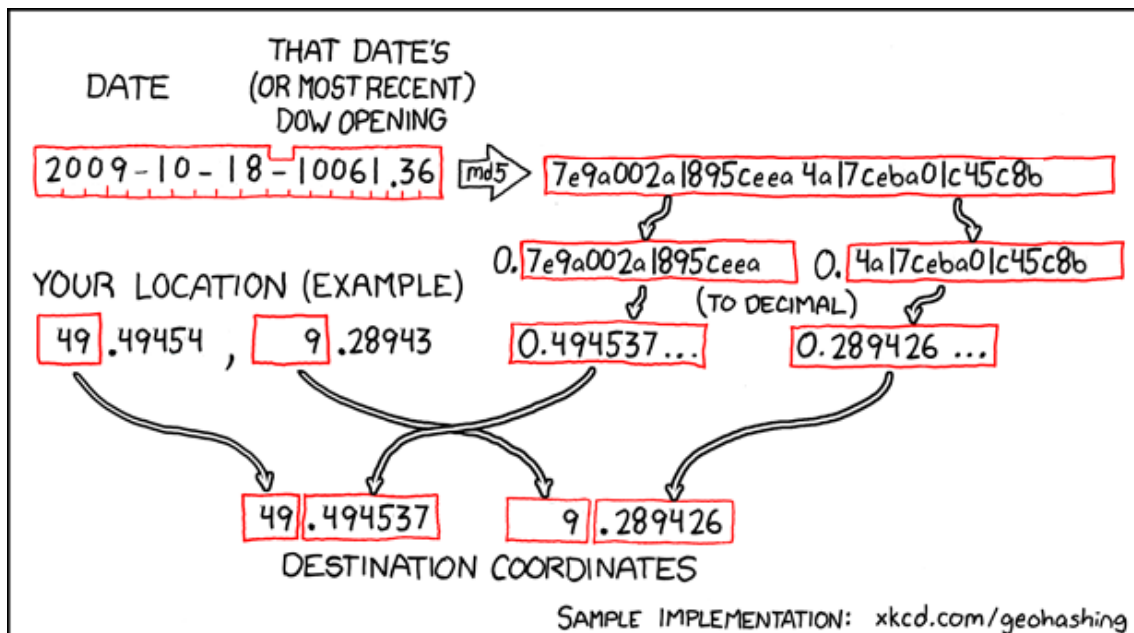 DATE
THAT DATE'S
(OR MOST RECENT)
DOW OPENING
2009-10-18-10061.36
md5
7e9a002a1895ceea4a17ceba01c45c8b
0.7e9a002a1895ceea
0.4a17ceba01c45c8b
(TO DECIMAL)
YOUR LOCATION (EXAMPLE)
49.49454, 9.28943
0.494537...
0.289426...
49.494537
9.289426
DESTINATION COORDINATES
SAMPLE IMPLEMENTATION: xkcd.com/geohashing